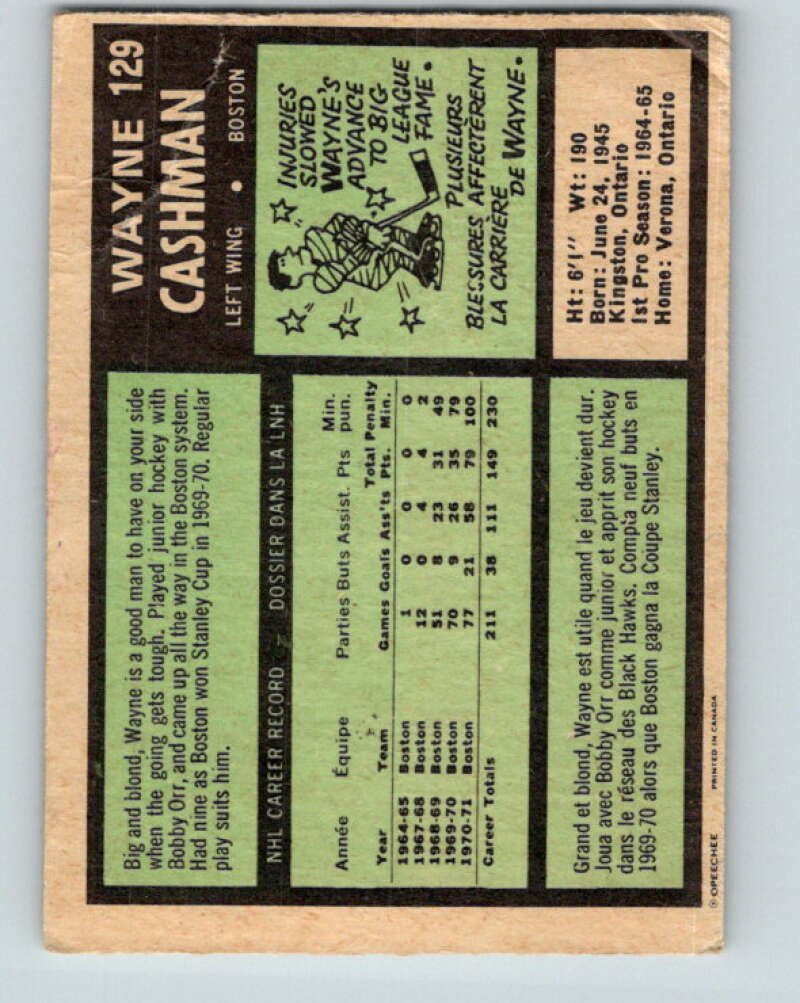 WAYNE 129
CASHMAN
LEFT WING • BOSTON
Big and blond, Wayne is a good man to have on your side
when the going gets tough. Played junior hockey with
Bobby Orr, and came up all the way in the Boston system.
Had nine as Boston won Stanley Cup in 1969-70. Regular
play suits him.
INJURIES
SLOWED
WAYNE'S
ADVANCE
TO BIG
LEAGUE
FAME.
PLUSIEURS
BLESSURES AFFECTÈRENT
LA CARRIÈRE
DE WAYNE.
NHL CAREER RECORD - DOSSIER DANS LA LNH
Année Équipe Parties Buts Assist. Pts Min. pun.
Year Team Games Goals Ass'ts Total Pts. Penalty Min.
1964-65 Boston 1 0 0 0 0
1967-68 Boston 12 0 4 4 2
1968-69 Boston 51 8 23 31 49
1969-70 Boston 70 9 26 35 79
1970-71 Boston 77 21 58 79 100
Career Totals 211 38 111 149 230
Ht: 6'1" Wt: 190
Born: June 24, 1945
Kingston, Ontario
1st Pro Season: 1964-65
Home: Verona, Ontario
Grand et blond, Wayne est utile quand le jeu devient dur.
Joua avec Bobby Orr comme junior et apprit son hockey
dans le réseau des Black Hawks. Compta neuf buts en
1969-70 alors que Boston gagna la Coupe Stanley.
© OPEECHEE PRINTED IN CANADA